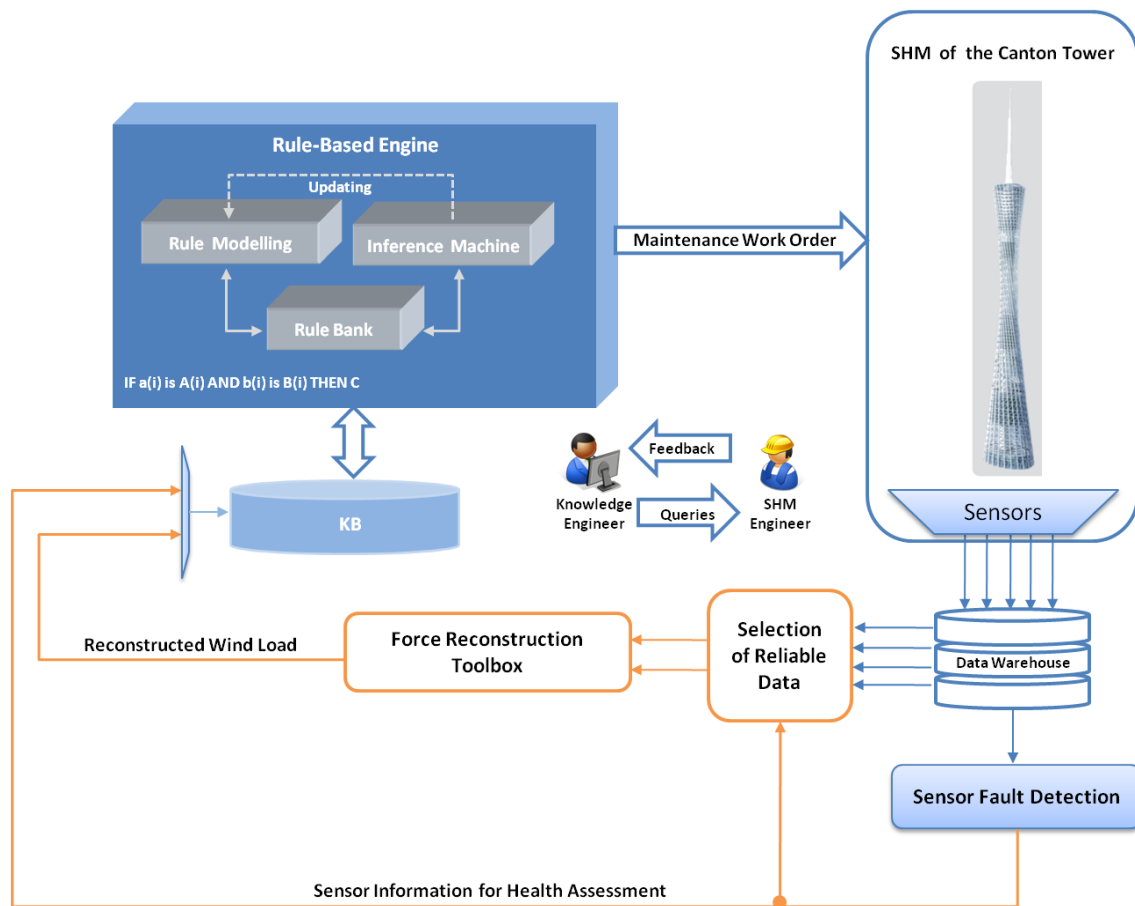 SHM of the Canton Tower
Rule-Based Engine
Updating
Rule Modelling
Inference Machine
Rule Bank
IF a(i) is A(i) AND b(i) is B(i) THEN C
Maintenance Work Order
Feedback
Knowledge
Engineer
Queries
SHM
Engineer
KB
Sensors
Data Warehouse
Selection
of Reliable
Data
Force Reconstruction
Toolbox
Reconstructed Wind Load
Sensor Fault Detection
Sensor Information for Health Assessment